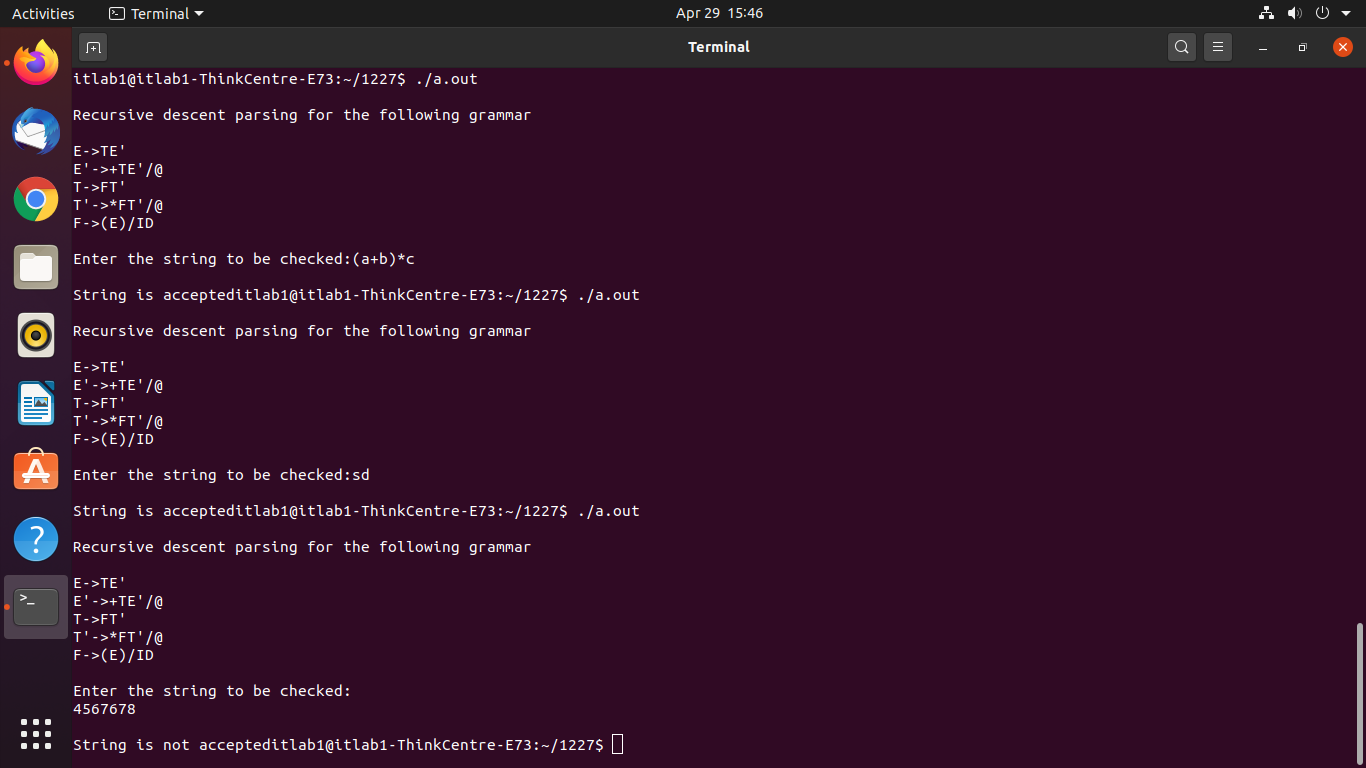 Activities
Terminal
Apr 29 15:46
Terminal
itlab1@itlab1-ThinkCentre-E73:~/1227$ ./a.out
Recursive descent parsing for the following grammar
E->TE'
E'->+TE'/@
T->FT'
T'->*FT'/@
F->(E)/ID
Enter the string to be checked:(a+b)*c
String is accepteditlab1@itlab1-ThinkCentre-E73:~/1227$ ./a.out
Recursive descent parsing for the following grammar
E->TE'
E'->+TE'/@
T->FT'
T'->*FT'/@
F->(E)/ID
Enter the string to be checked:sd
String is accepteditlab1@itlab1-ThinkCentre-E73:~/1227$ ./a.out
Recursive descent parsing for the following grammar
E->TE'
E'->+TE'/@
T->FT'
T'->*FT'/@
F->(E)/ID
Enter the string to be checked:
4567678
String is not accepteditlab1@itlab1-ThinkCentre-E73:~/1227$